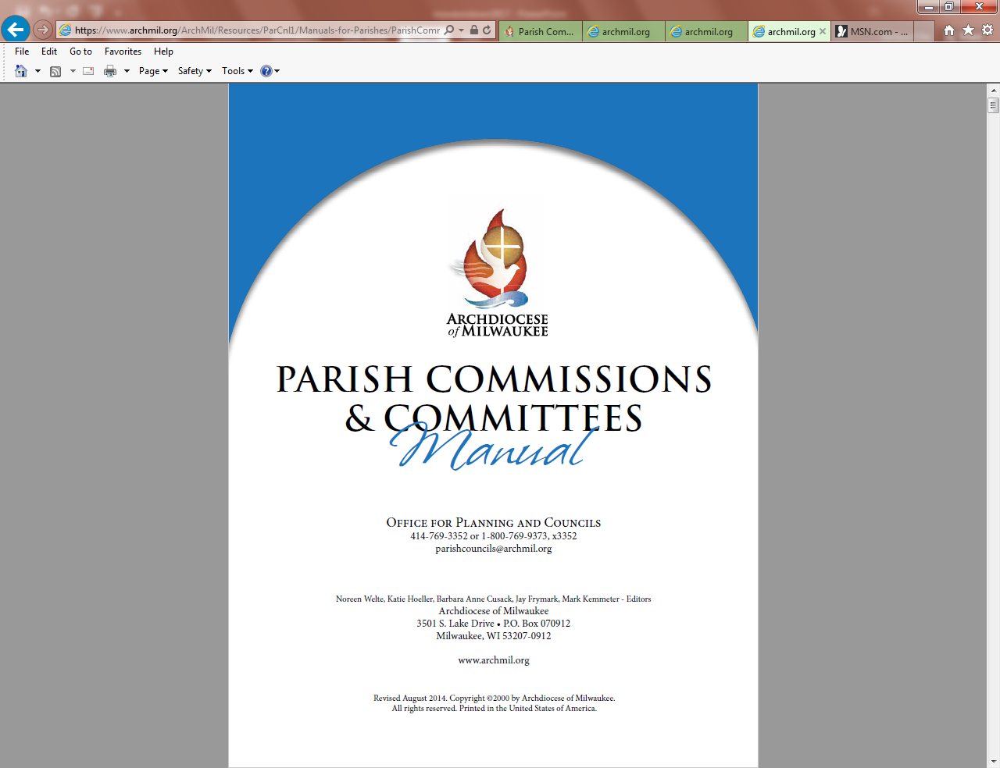 https://www.archmil.org/ArchMil/Resources/ParCnl1/Manuals-for-Parishes/ParishComm
Parish Com...
archmil.org
archmil.org
archmil.org
MSN.com - ...
File Edit Go to Favorites Help
Page Safety Tools
ARCHDIOCESE
of MILWAUKEE
PARISH COMMISSIONS
& COMMITTEES
Manual
Office for Planning and Councils
414-769-3352 or 1-800-769-9373, x3352
parishcouncils@archmil.org
Noreen Welte, Katie Hoeller, Barbara Anne Cusack, Jay Frymark, Mark Kemmeter - Editors
Archdiocese of Milwaukee
3501 S. Lake Drive • P.O. Box 070912
Milwaukee, WI 53207-0912
www.archmil.org
Revised August 2014. Copyright ©2000 by Archdiocese of Milwaukee.
All rights reserved. Printed in the United States of America.